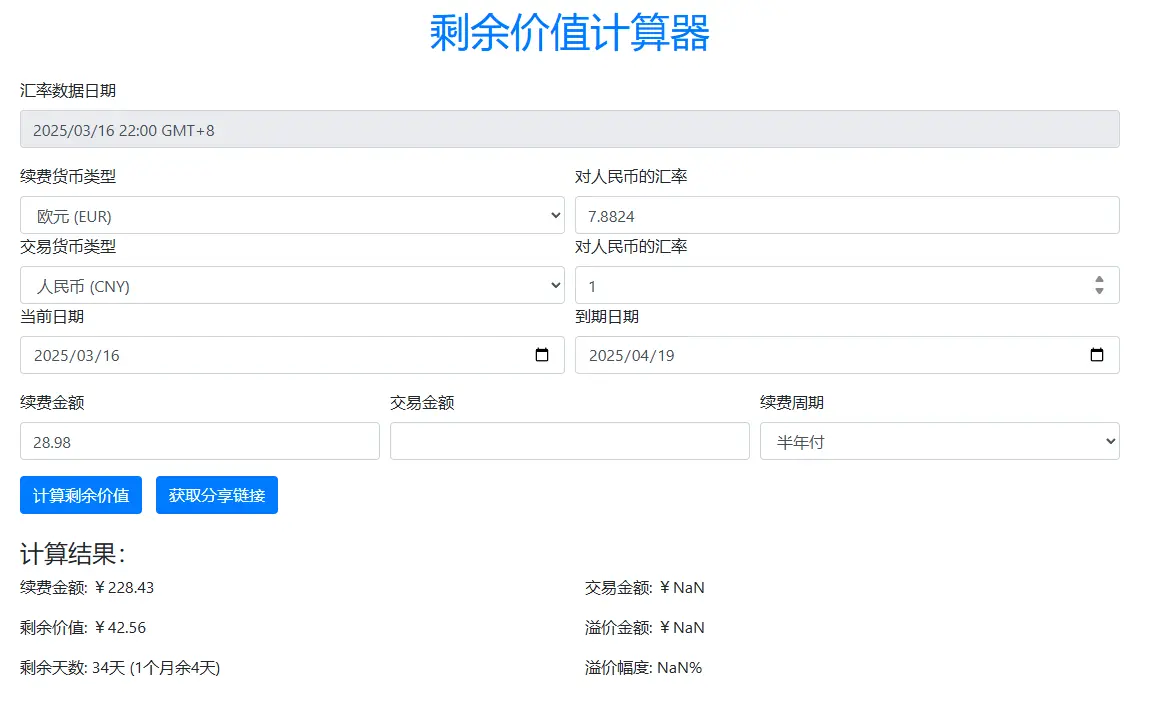 剩余价值计算器
汇率数据日期
2025/03/16 22:00 GMT+8
续费货币类型 对人民币的汇率
欧元 (EUR) 7.8824
交易货币类型 对人民币的汇率
人民币 (CNY) 1
当前日期 到期日期
2025/03/16 2025/04/19
续费金额 交易金额 续费周期
28.98 半年付
计算剩余价值 获取分享链接
计算结果：
续费金额: ￥228.43 交易金额: ￥NaN
剩余价值: ￥42.56 溢价金额: ￥NaN
剩余天数: 34天 (1个月余4天) 溢价幅度: NaN%